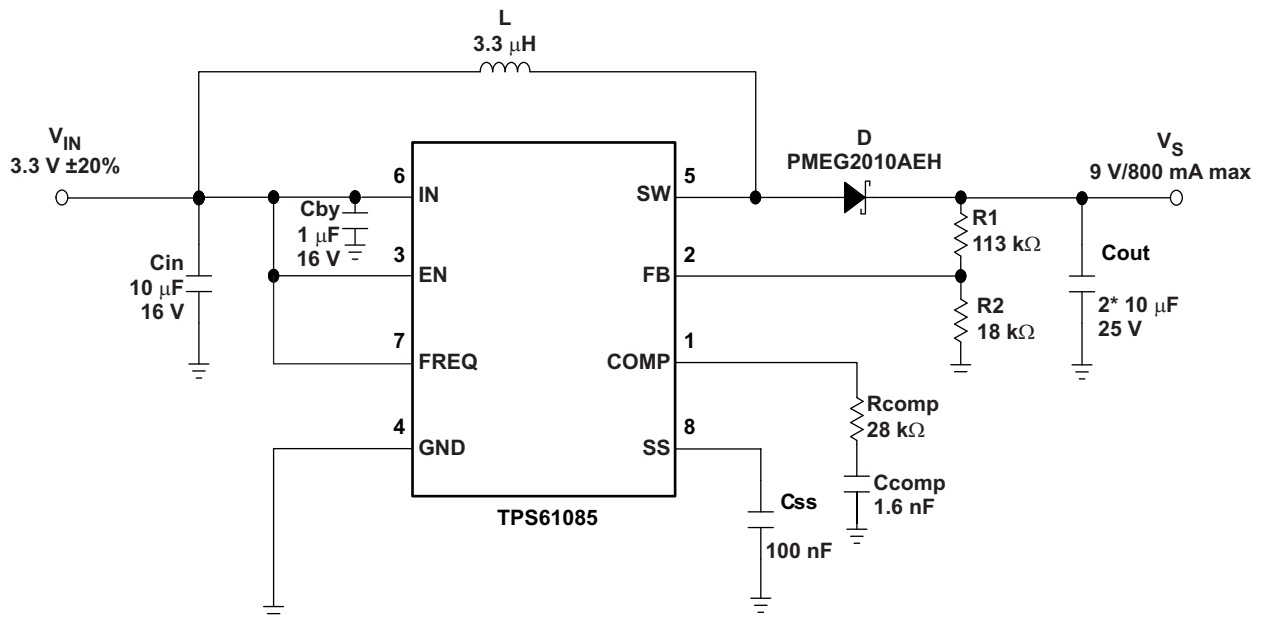 L
3.3 μH
V_IN
3.3 V ±20%
D
PMEG2010AEH
V_S
9 V/800 mA max
6
IN
SW
5
Cby
1 μF
16 V
R1
113 kΩ
Cin
10 μF
16 V
3
EN
FB
2
Cout
2* 10 μF
25 V
R2
18 kΩ
7
FREQ
COMP
1
Rcomp
28 kΩ
4
GND
SS
8
Ccomp
1.6 nF
Css
100 nF
TPS61085